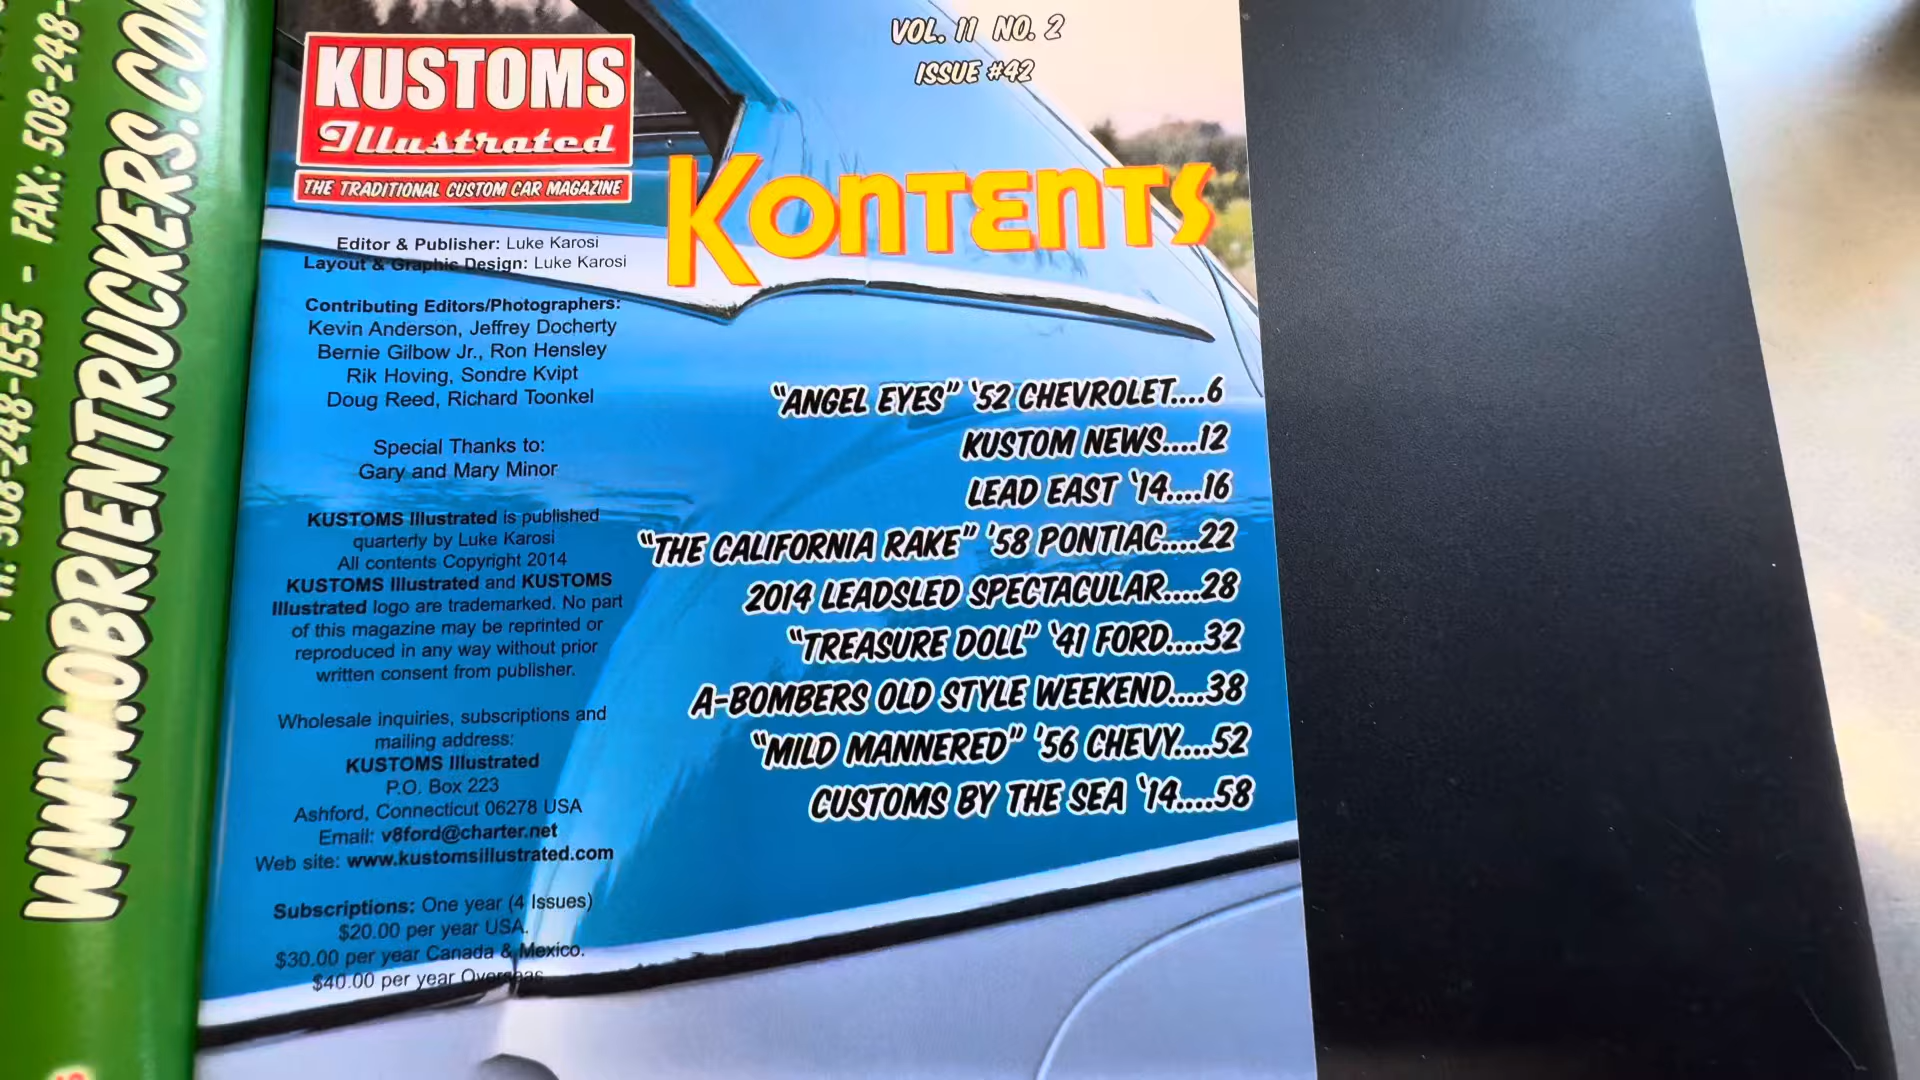 PH: 508-248-1555 - FAX: 508-248-
WWW.OBRIENTRUCKERS.COM
KUSTOMS
Illustrated
THE TRADITIONAL CUSTOM CAR MAGAZINE
Editor & Publisher: Luke Karosi
Layout & Graphic Design: Luke Karosi
Contributing Editors/Photographers:
Kevin Anderson, Jeffrey Docherty
Bernie Gilbow Jr., Ron Hensley
Rik Hoving, Sondre Kvipt
Doug Reed, Richard Toonkel
Special Thanks to:
Gary and Mary Minor
KUSTOMS Illustrated is published
quarterly by Luke Karosi
All contents Copyright 2014
KUSTOMS Illustrated and KUSTOMS
Illustrated logo are trademarked. No part
of this magazine may be reprinted or
reproduced in any way without prior
written consent from publisher.
Wholesale inquiries, subscriptions and
mailing address:
KUSTOMS Illustrated
P.O. Box 223
Ashford, Connecticut 06278 USA
Email: v8ford@charter.net
Web site: www.kustomsillustrated.com
Subscriptions: One year (4 Issues)
$20.00 per year USA.
$30.00 per year Canada & Mexico.
$40.00 per year Overseas
VOL. 11 NO. 2
ISSUE #42
KONTENTS
"ANGEL EYES" '52 CHEVROLET....6
KUSTOM NEWS....12
LEAD EAST '14....16
"THE CALIFORNIA RAKE" '58 PONTIAC....22
2014 LEADSLED SPECTACULAR....28
"TREASURE DOLL" '41 FORD....32
A-BOMBERS OLD STYLE WEEKEND....38
"MILD MANNERED" '56 CHEVY....52
CUSTOMS BY THE SEA '14....58